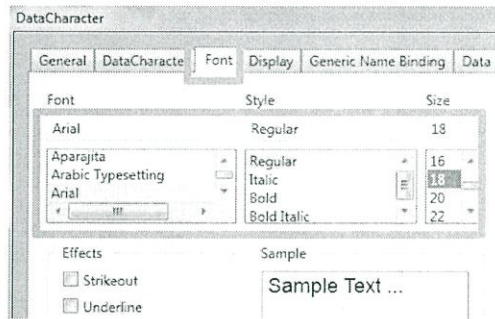 DataCharacter
General DataCharacte Font Display Generic Name Binding Data
Font Style Size
Arial Regular 18
Aparajita Regular 16
Arabic Typesetting Italic 18
Arial Bold 20
Bold Italic 22
Effects Sample
Strikeout Sample Text ...
Underline